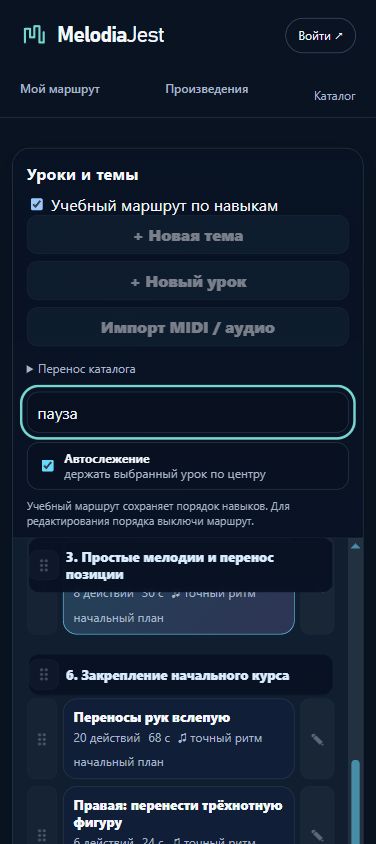 MelodiaJest
Войти ↗
Мой маршрут
Произведения
Каталог
Уроки и темы
Учебный маршрут по навыкам
+ Новая тема
+ Новый урок
Импорт MIDI / аудио
▶ Перенос каталога
пауза
Автослежение
держать выбранный урок по центру
Учебный маршрут сохраняет порядок навыков. Для
редактирования порядка выключи маршрут.
3. Простые мелодии и перенос
позиции
8 действий 30 с ♫ точный ритм
начальный план
6. Закрепление начального курса
Переносы рук вслепую
20 действий 68 с ♫ точный ритм
начальный план
Правая: перенести трёхнотную
фигуру
6 действий 24 с ♫ точный ритм